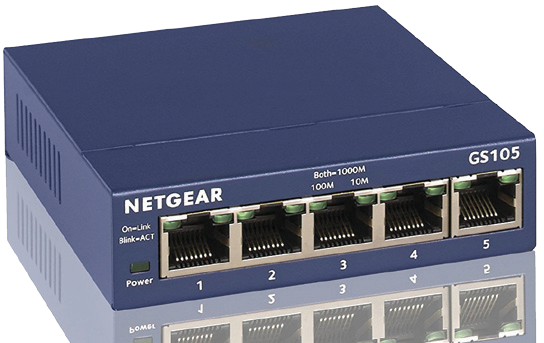 GS105
Both=1000M
100M 10M
NETGEAR
On=Link
Blink=ACT
Power
1 2 3 4 5